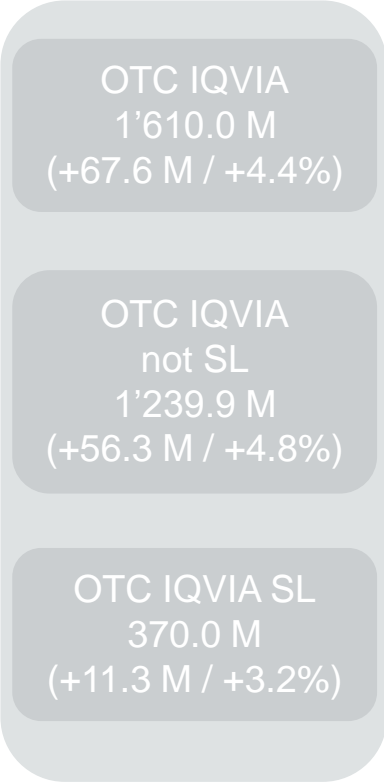 OTC IQVIA
1’610.0 M
(+67.6 M / +4.4%)
OTC IQVIA
not SL
1’239.9 M
(+56.3 M / +4.8%)
OTC IQVIA SL
370.0 M
(+11.3 M / +3.2%)